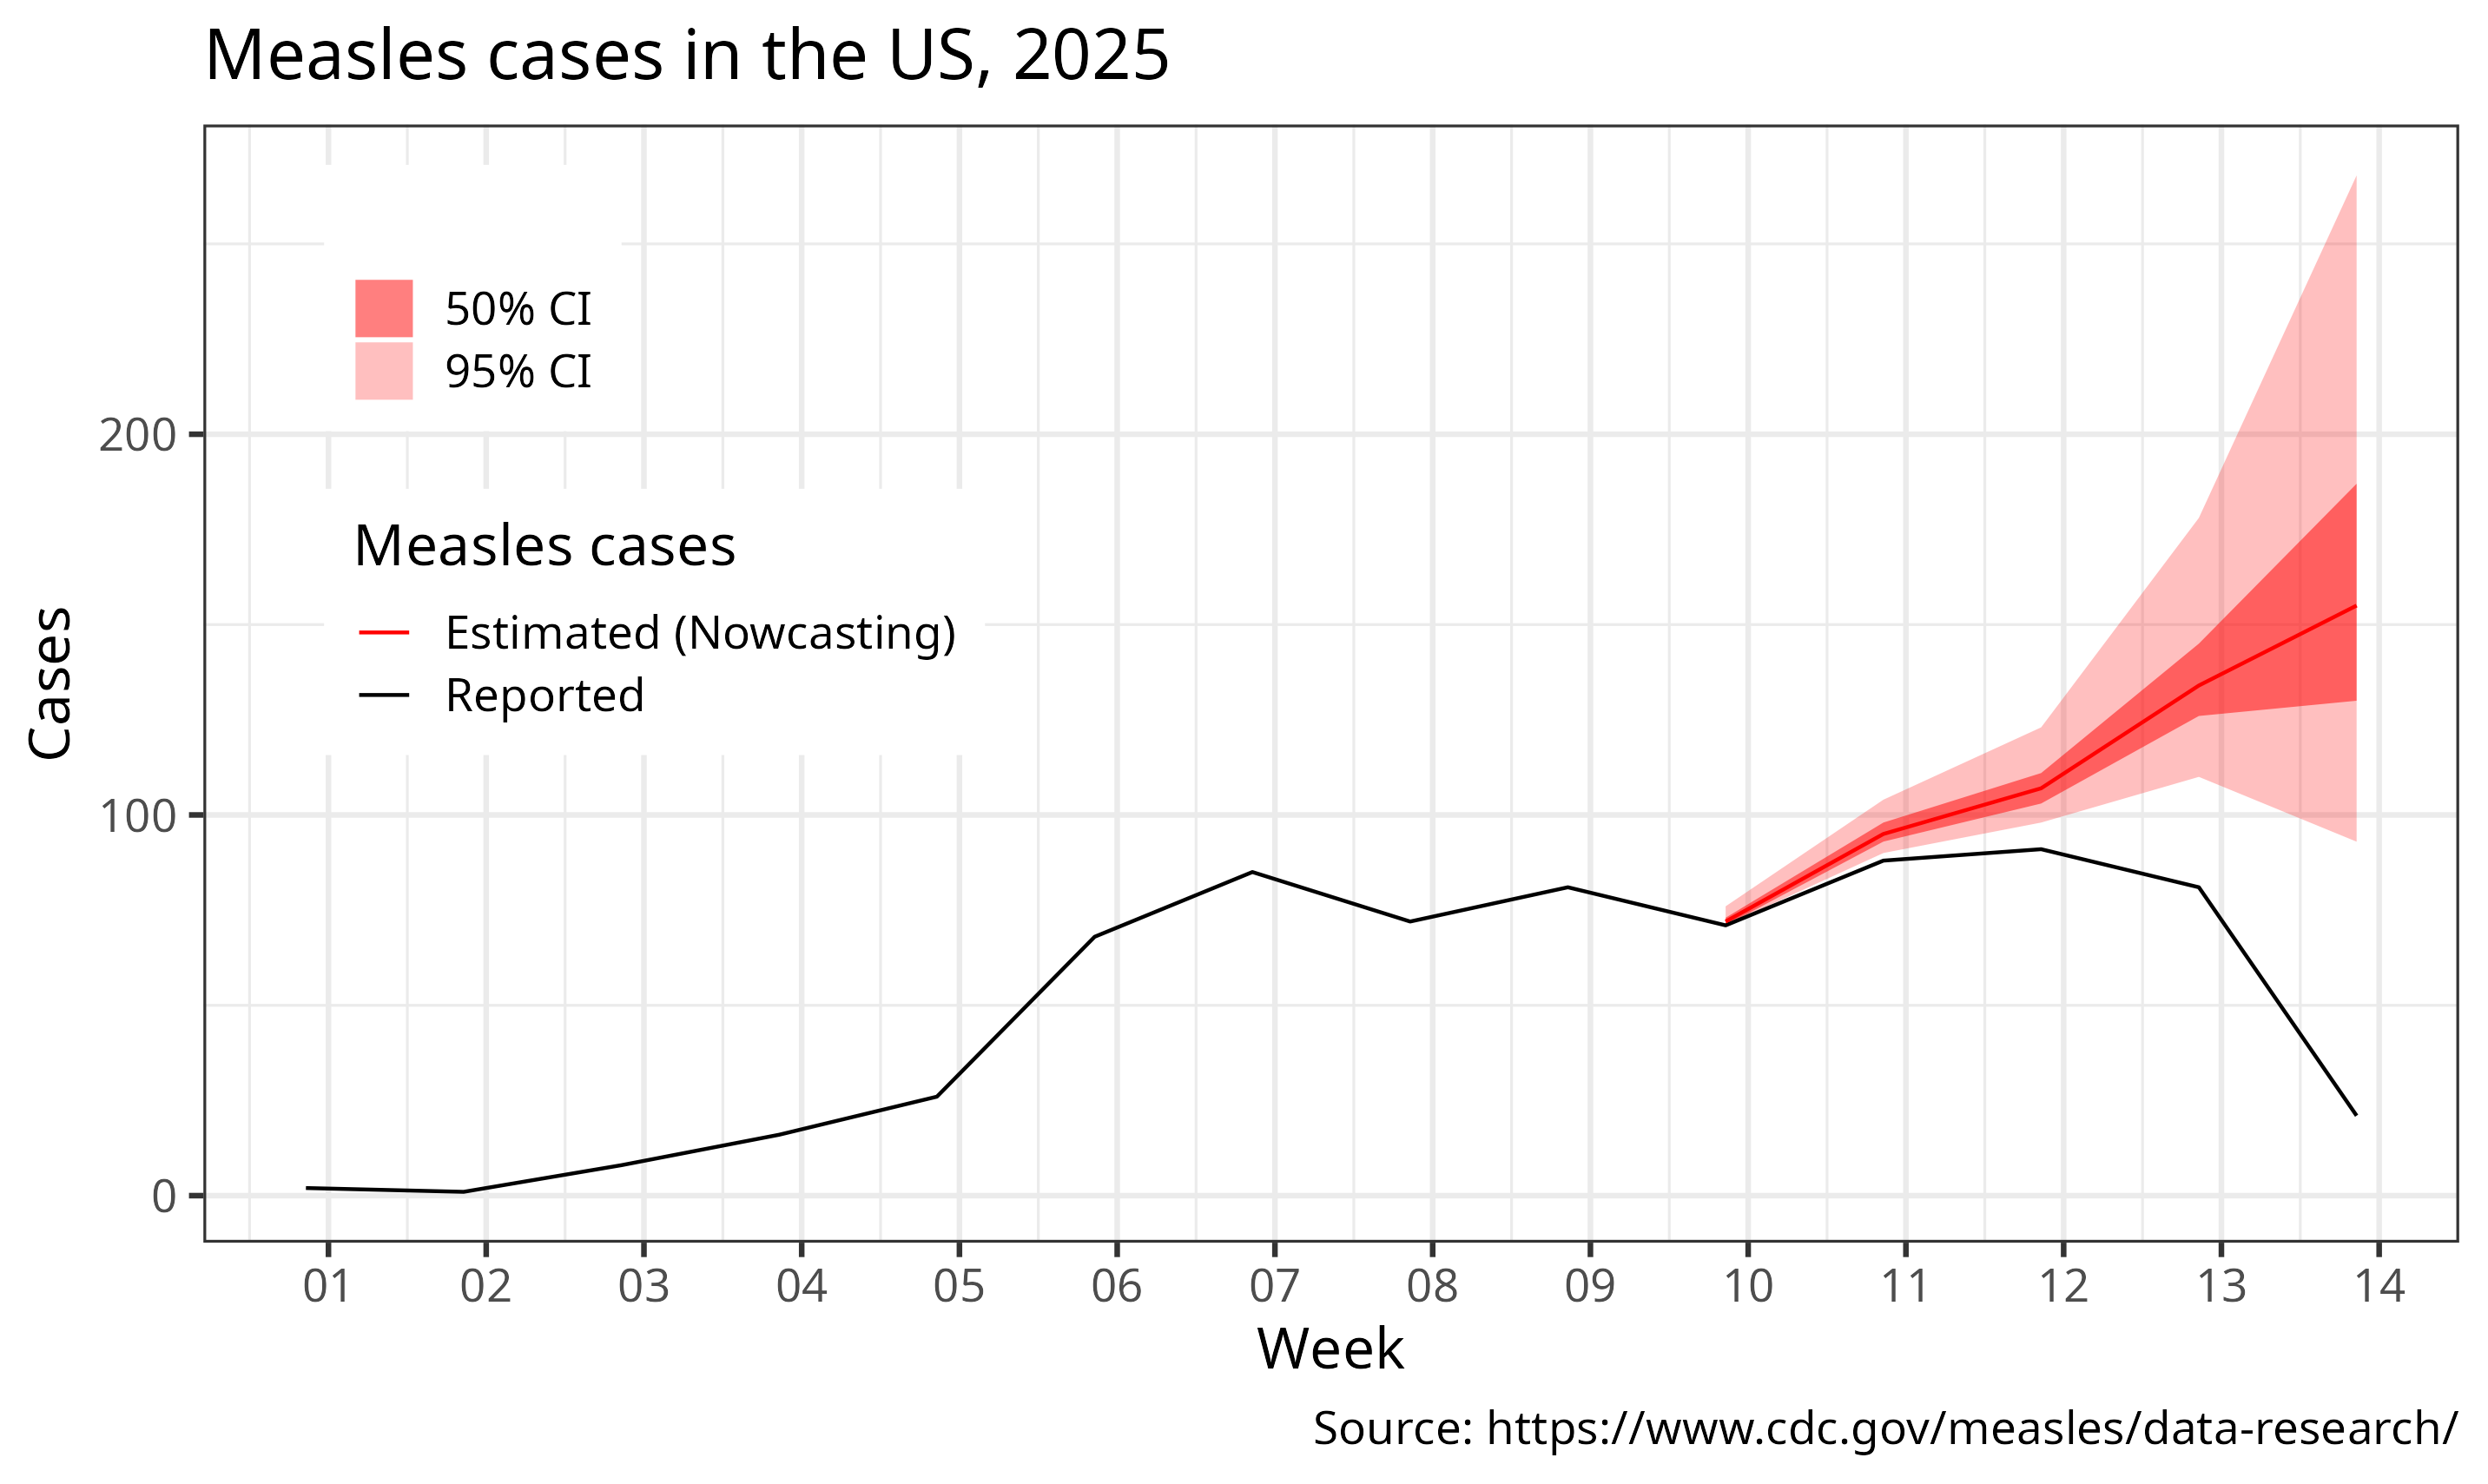 Measles cases in the US, 2025
50% CI
95% CI
Measles cases
Estimated (Nowcasting)
Reported
Cases
200
100
0
01 02 03 04 05 06 07 08 09 10 11 12 13 14
Week
Source: https://www.cdc.gov/measles/data-research/